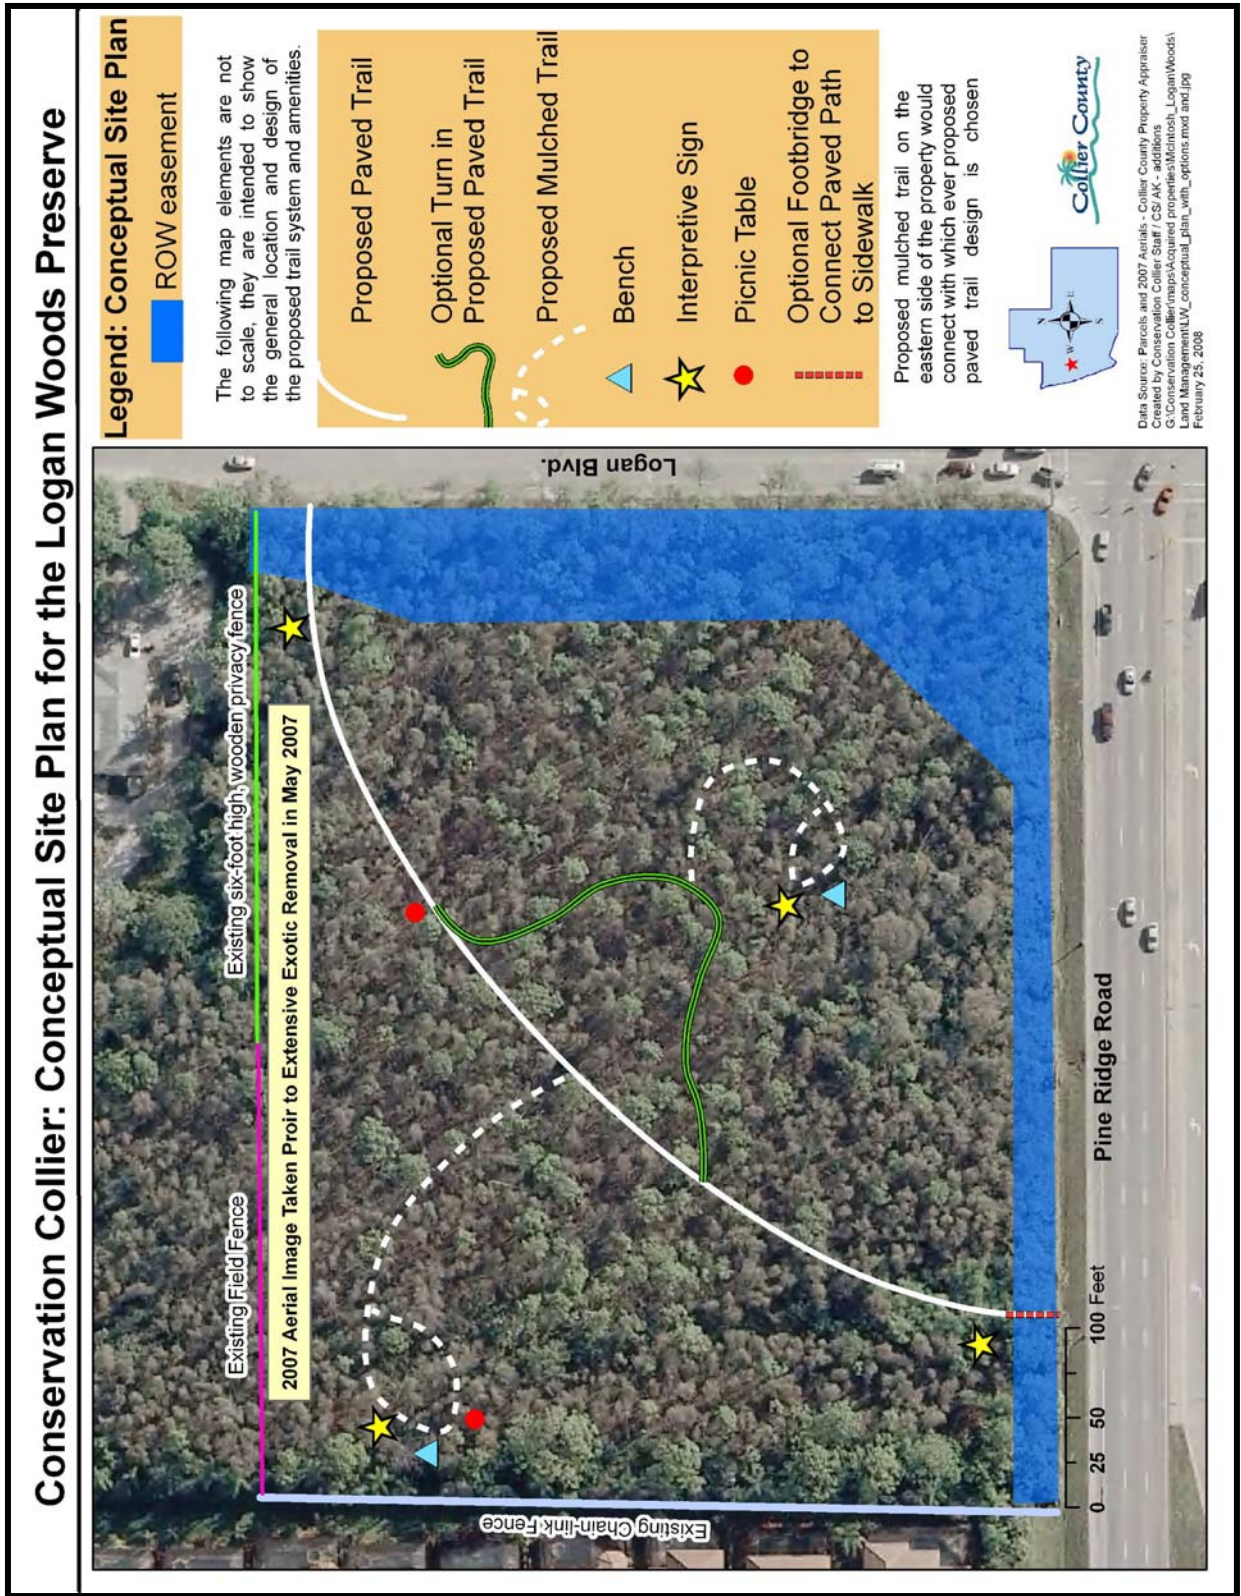 Conservation Collier: Conceptual Site Plan for the Logan Woods Preserve
Legend: Conceptual Site Plan
ROW easement
The following map elements are not
to scale, they are intended to show
the general location and design of
the proposed trail system and amenities.
Proposed Paved Trail
Optional Turn in
Proposed Paved Trail
Proposed Mulched Trail
Bench
Interpretive Sign
Picnic Table
Optional Footbridge to
Connect Paved Path
to Sidewalk
Proposed mulched trail on the
eastern side of the property would
connect with which ever proposed
paved trail design is chosen
N
W
E
S
Collier County
Data Source: Parcels and 2007 Aerials - Collier County Property Appraiser
Created by Conservation Collier Staff / CS/ AK - additions
G:\Conservation Collier\maps\Acquired properties\McIntosh_LoganWoods\
Land Management\LW_conceptual_plan_with_options.mxd and.jpg
February 25, 2008
Existing Field Fence
Existing six-foot high, wooden privacy fence
2007 Aerial Image Taken Proir to Extensive Exotic Removal in May 2007
Logan Blvd.
Existing Chain-link Fence
Pine Ridge Road
0 25 50 100 Feet